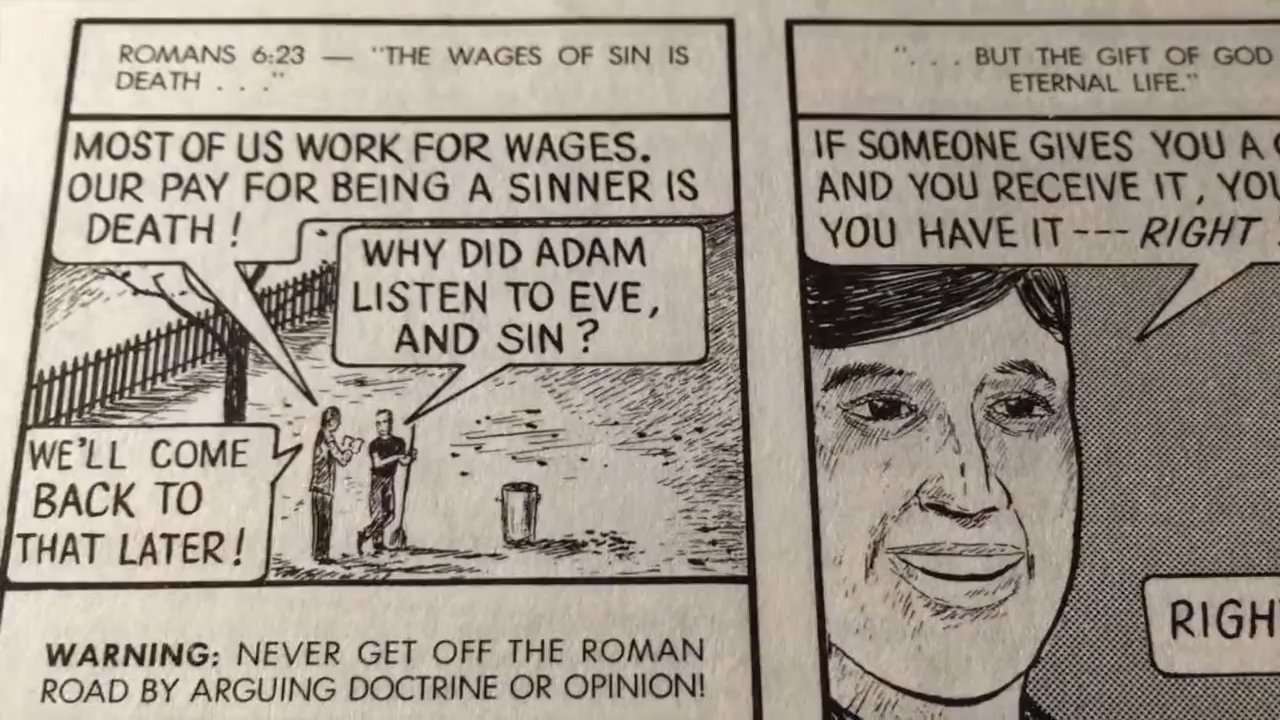 ROMANS 6:23 — "THE WAGES OF SIN IS
DEATH . . ."
MOST OF US WORK FOR WAGES.
OUR PAY FOR BEING A SINNER IS
DEATH!
WHY DID ADAM
LISTEN TO EVE,
AND SIN?
WE'LL COME
BACK TO
THAT LATER!
WARNING: NEVER GET OFF THE ROMAN
ROAD BY ARGUING DOCTRINE OR OPINION!
". . . BUT THE GIFT OF GOD
ETERNAL LIFE."
IF SOMEONE GIVES YOU A
AND YOU RECEIVE IT, YOU
YOU HAVE IT --- RIGHT
RIGH